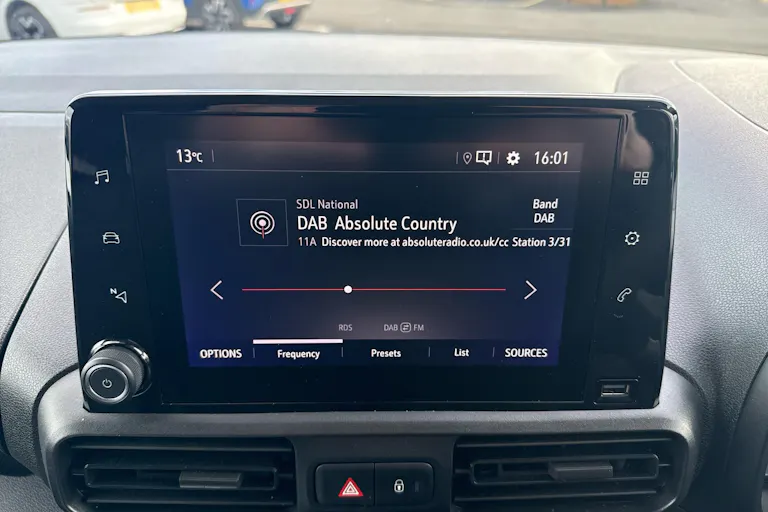 13°C
16:01
SDL National
DAB Absolute Country
11A Discover more at absoluteradio.co.uk/cc Station 3/31
Band
DAB
N
RDS
DAB FM
OPTIONS
Frequency
Presets
List
SOURCES